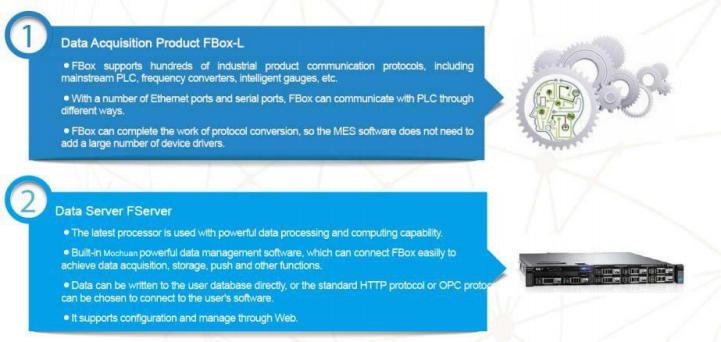 1
Data Acquisition Product FBox-L
● FBox supports hundreds of industrial product communication protocols, including
mainstream PLC, frequency converters, intelligent gauges, etc.
● With a number of Ethernet ports and serial ports, FBox can communicate with PLC through
different ways.
● FBox can complete the work of protocol conversion, so the MES software does not need to
add a large number of device drivers.
2
Data Server FServer
● The latest processor is used with powerful data processing and computing capability.
● Built-in Mochuan powerful data management software, which can connect FBox easilly to
achieve data acquisition, storage, push and other functions.
● Data can be written to the user database directly, or the standard HTTP protocol or OPC protoc
can be chosen to connect to the user's software.
● It supports configuration and manage through Web.